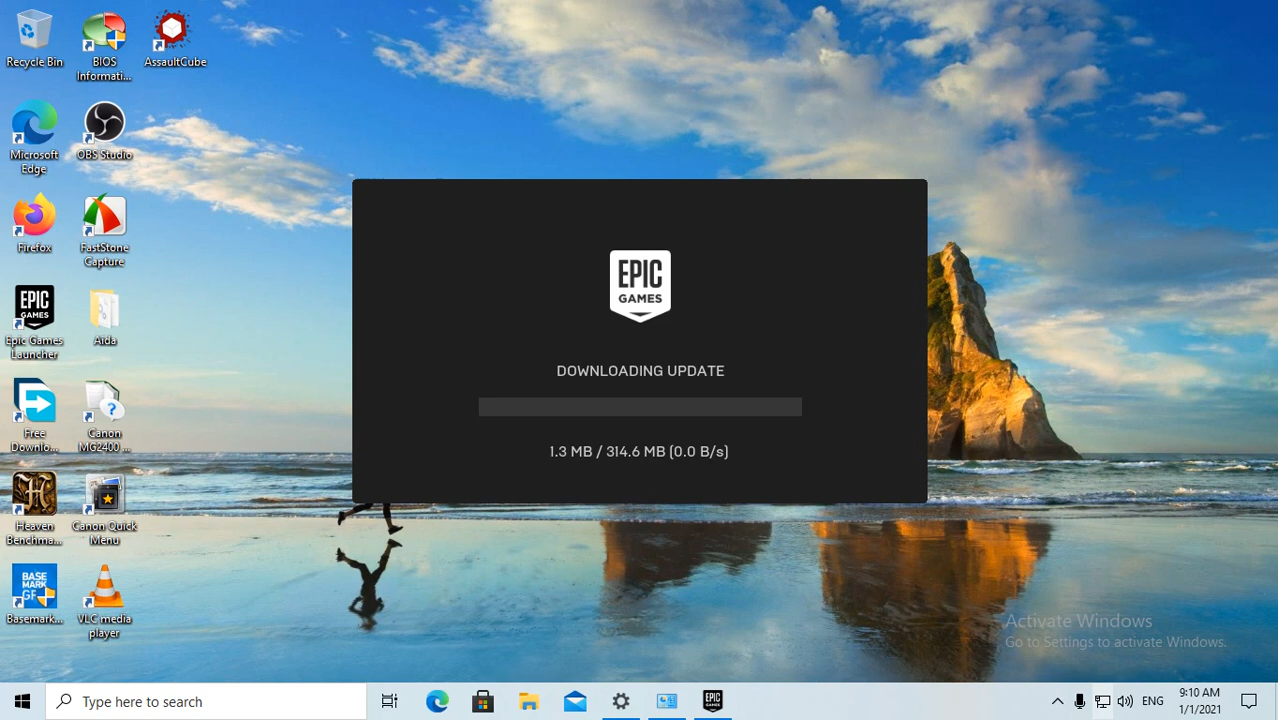 Recycle Bin
BIOS
Informati...
AssaultCube
Microsoft
Edge
OBS Studio
Firefox
FastStone
Capture
EPIC
GAMES
Epic Games
Launcher
Aida
Free
Downlo...
Canon
MG2400 ...
Heaven
Benchma...
Canon Quick
Menu
BASE
MARK
GF
Basemark...
VLC media
player
EPIC
GAMES
DOWNLOADING UPDATE
1.3 MB / 314.6 MB (0.0 B/s)
Activate Windows
Go to Settings to activate Windows.
Type here to search
EPIC
GAMES
ENG
9:10 AM
1/1/2021